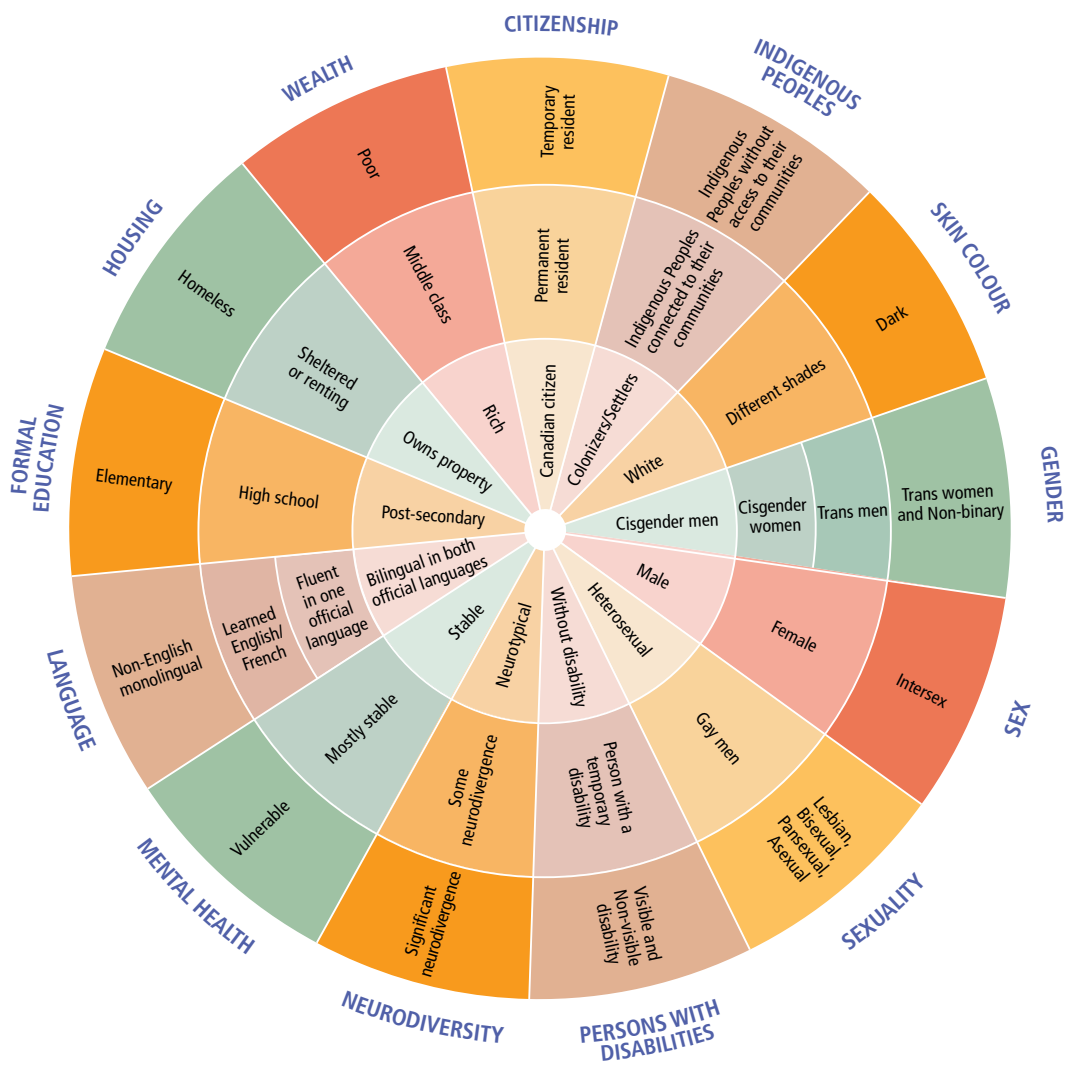 CITIZENSHIP
Temporary
resident
Permanent
resident
Canadian citizen
INDIGENOUS
PEOPLES
Indigenous
Peoples without
access to their
communities
Indigenous Peoples
connected to their
communities
Colonizers/Settlers
SKIN COLOUR
Dark
Different shades
White
GENDER
Trans women
and Non-binary
Trans men
Cisgender
women
Cisgender men
SEX
Intersex
Female
Male
SEXUALITY
Lesbian,
Bisexual,
Pansexual,
Asexual
Gay men
Heterosexual
PERSONS WITH
DISABILITIES
Visible and
Non-visible
disability
Person with a
temporary
disability
Without disability
NEURODIVERSITY
Significant
neurodivergence
Some
neurodivergence
Neurotypical
MENTAL HEALTH
Vulnerable
Mostly stable
Stable
LANGUAGE
Non-English
monolingual
Learned
English/
French
Fluent
in one
official
language
Bilingual in both
official languages
FORMAL
EDUCATION
Elementary
High school
Post-secondary
HOUSING
Homeless
Sheltered
or renting
Owns property
WEALTH
Poor
Middle class
Rich